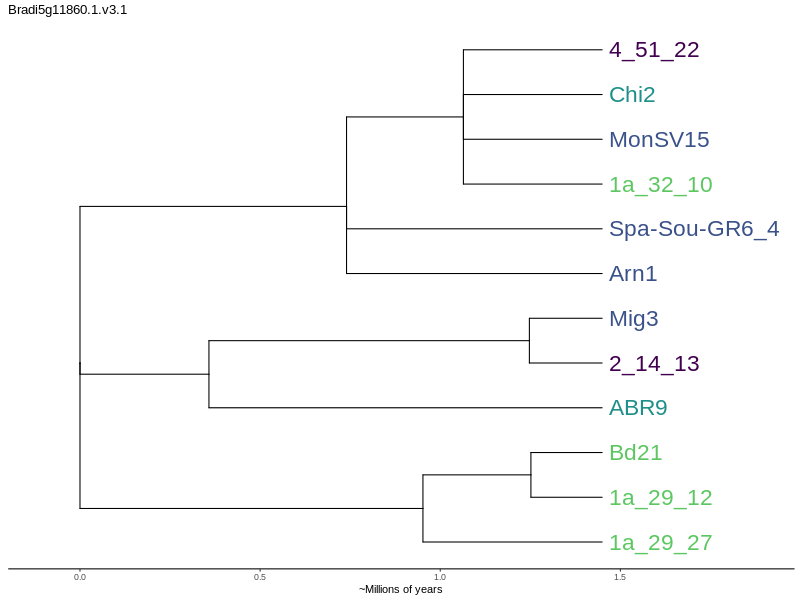 Bradi5g11860.1.v3.1
4_51_22
Chi2
MonSV15
1a_32_10
Spa-Sou-GR6_4
Arn1
Mig3
2_14_13
ABR9
Bd21
1a_29_12
1a_29_27
0.0 0.5 1.0 1.5
~Millions of years